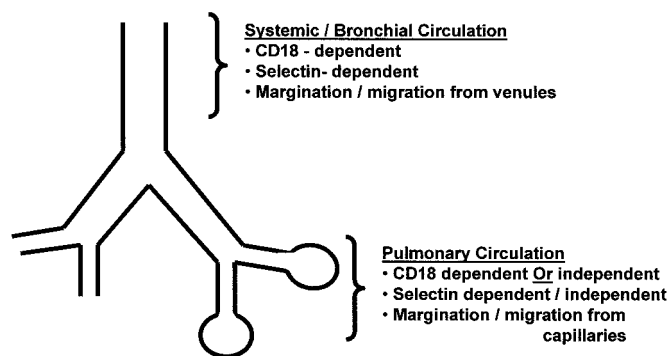 Systemic / Bronchial Circulation
• CD18 - dependent
• Selectin- dependent
• Margination / migration from venules
Pulmonary Circulation
• CD18 dependent Or independent
• Selectin dependent / independent
• Margination / migration from
capillaries